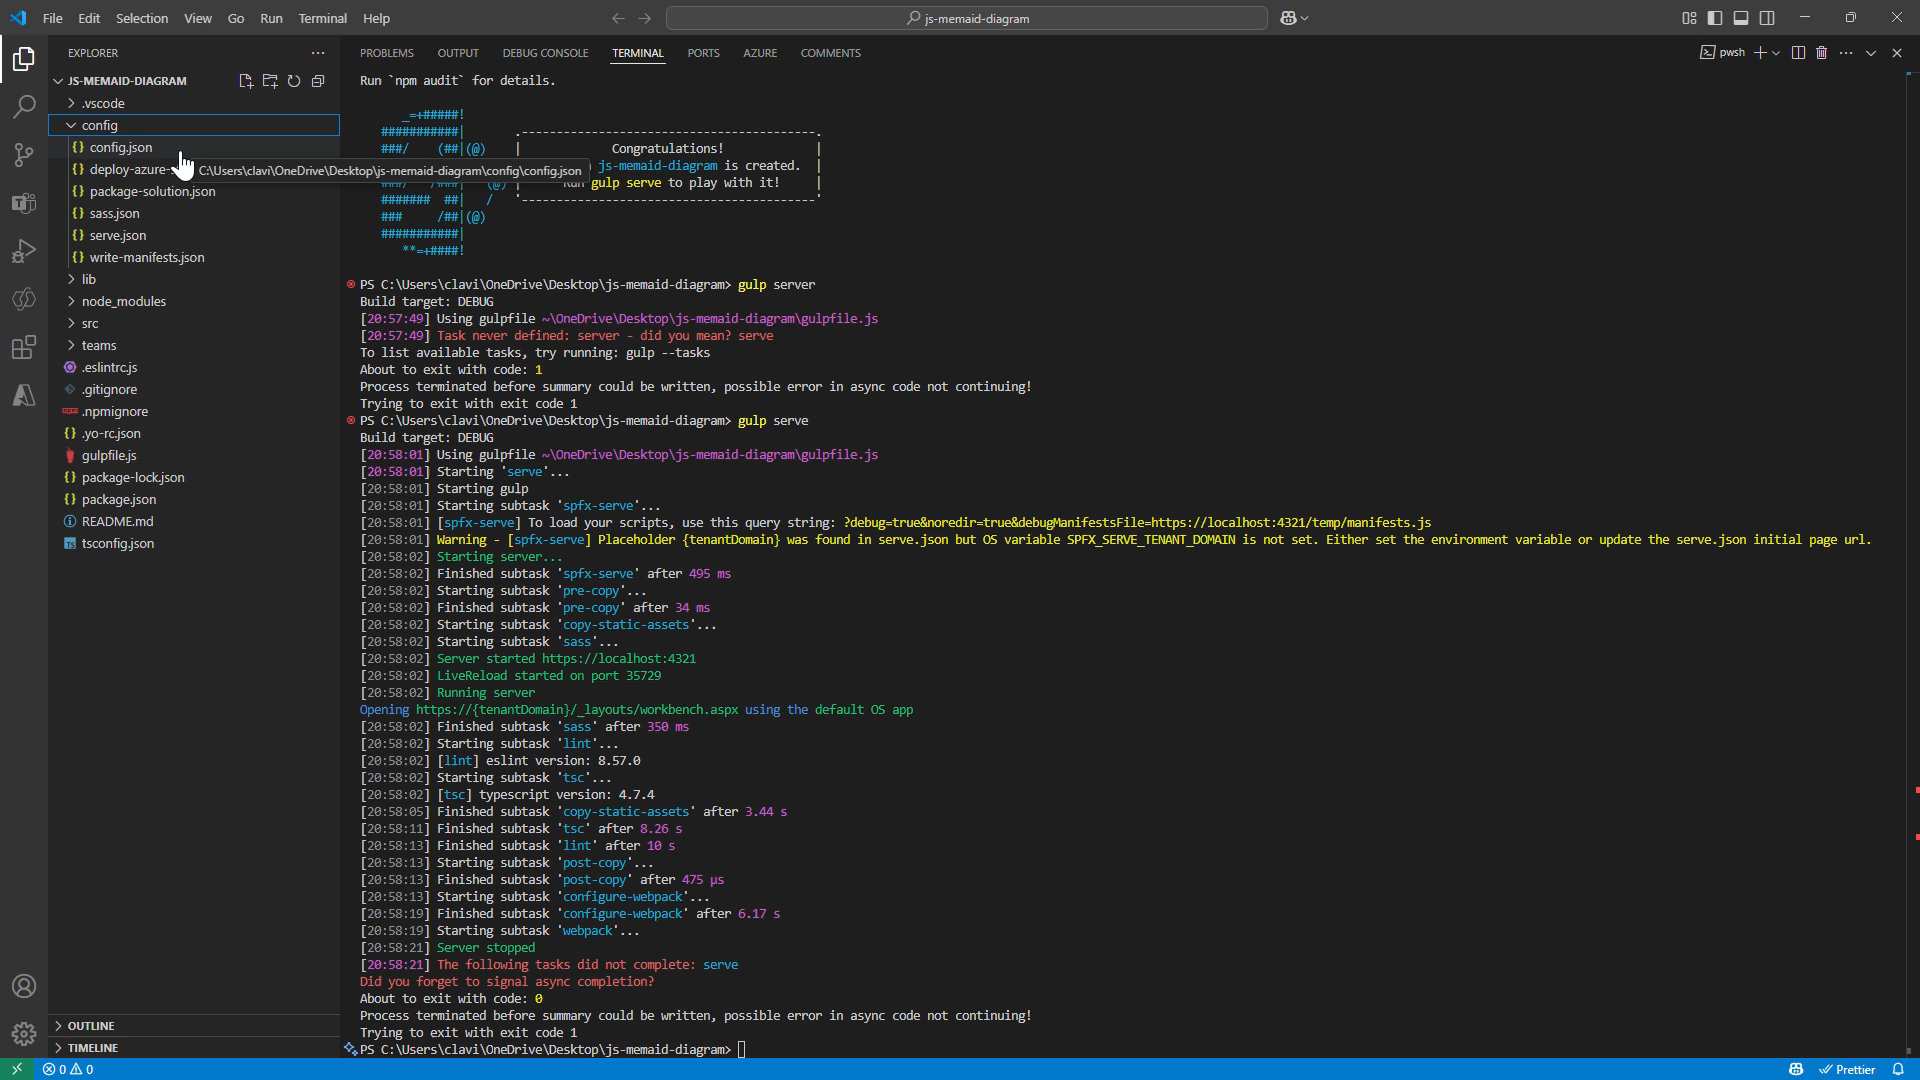 File Edit Selection View Go Run Terminal Help
js-memaid-diagram
EXPLORER
JS-MEMAID-DIAGRAM
.vscode
config
config.json
deploy-azure-
package-solution.json
sass.json
serve.json
write-manifests.json
lib
node_modules
src
teams
.eslintrc.js
.gitignore
.npmignore
.yo-rc.json
gulpfile.js
package-lock.json
package.json
README.md
tsconfig.json
OUTLINE
TIMELINE
C:\Users\clavi\OneDrive\Desktop\js-memaid-diagram\config\config.json
PROBLEMS OUTPUT DEBUG CONSOLE TERMINAL PORTS AZURE COMMENTS
pwsh
Run `npm audit` for details.
_=+#####!
###########|
###/ (##|(@)
###/ /###| (@)
####### ##| /
### /##|(@)
###########|
**=+####!
.-----------------------------------------.
| Congratulations! |
js-memaid-diagram is created. |
gulp serve to play with it! |
'-----------------------------------------'
PS C:\Users\clavi\OneDrive\Desktop\js-memaid-diagram> gulp server
Build target: DEBUG
[20:57:49] Using gulpfile ~\OneDrive\Desktop\js-memaid-diagram\gulpfile.js
[20:57:49] Task never defined: server - did you mean? serve
To list available tasks, try running: gulp --tasks
About to exit with code: 1
Process terminated before summary could be written, possible error in async code not continuing!
Trying to exit with exit code 1
PS C:\Users\clavi\OneDrive\Desktop\js-memaid-diagram> gulp serve
Build target: DEBUG
[20:58:01] Using gulpfile ~\OneDrive\Desktop\js-memaid-diagram\gulpfile.js
[20:58:01] Starting 'serve'...
[20:58:01] Starting gulp
[20:58:01] Starting subtask 'spfx-serve'...
[20:58:01] [spfx-serve] To load your scripts, use this query string: ?debug=true&noredir=true&debugManifestsFile=https://localhost:4321/temp/manifests.js
[20:58:01] Warning - [spfx-serve] Placeholder {tenantDomain} was found in serve.json but OS variable SPFX_SERVE_TENANT_DOMAIN is not set. Either set the environment variable or update the serve.json initial page url.
[20:58:02] Starting server...
[20:58:02] Finished subtask 'spfx-serve' after 495 ms
[20:58:02] Starting subtask 'pre-copy'...
[20:58:02] Finished subtask 'pre-copy' after 34 ms
[20:58:02] Starting subtask 'copy-static-assets'...
[20:58:02] Starting subtask 'sass'...
[20:58:02] Server started https://localhost:4321
[20:58:02] LiveReload started on port 35729
[20:58:02] Running server
Opening https://{tenantDomain}/_layouts/workbench.aspx using the default OS app
[20:58:02] Finished subtask 'sass' after 350 ms
[20:58:02] Starting subtask 'lint'...
[20:58:02] [lint] eslint version: 8.57.0
[20:58:02] Starting subtask 'tsc'...
[20:58:02] [tsc] typescript version: 4.7.4
[20:58:05] Finished subtask 'copy-static-assets' after 3.44 s
[20:58:11] Finished subtask 'tsc' after 8.26 s
[20:58:13] Finished subtask 'lint' after 10 s
[20:58:13] Starting subtask 'post-copy'...
[20:58:13] Finished subtask 'post-copy' after 475 μs
[20:58:13] Starting subtask 'configure-webpack'...
[20:58:19] Finished subtask 'configure-webpack' after 6.17 s
[20:58:19] Starting subtask 'webpack'...
[20:58:21] Server stopped
[20:58:21] The following tasks did not complete: serve
Did you forget to signal async completion?
About to exit with code: 0
Process terminated before summary could be written, possible error in async code not continuing!
Trying to exit with exit code 1
PS C:\Users\clavi\OneDrive\Desktop\js-memaid-diagram>
0 0
Prettier